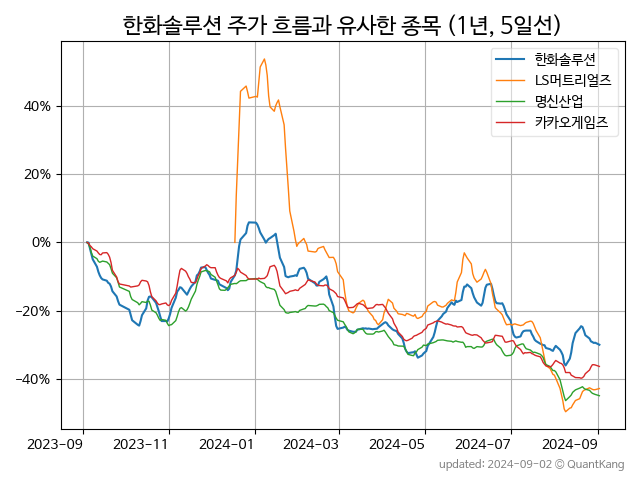 한화솔루션 주가 흐름과 유사한 종목 (1년, 5일선)
한화솔루션
LS머트리얼즈
명신산업
카카오게임즈
40%
20%
0%
−20%
−40%
2023-09 2023-11 2024-01 2024-03 2024-05 2024-07 2024-09
updated: 2024-09-02 © QuantKang